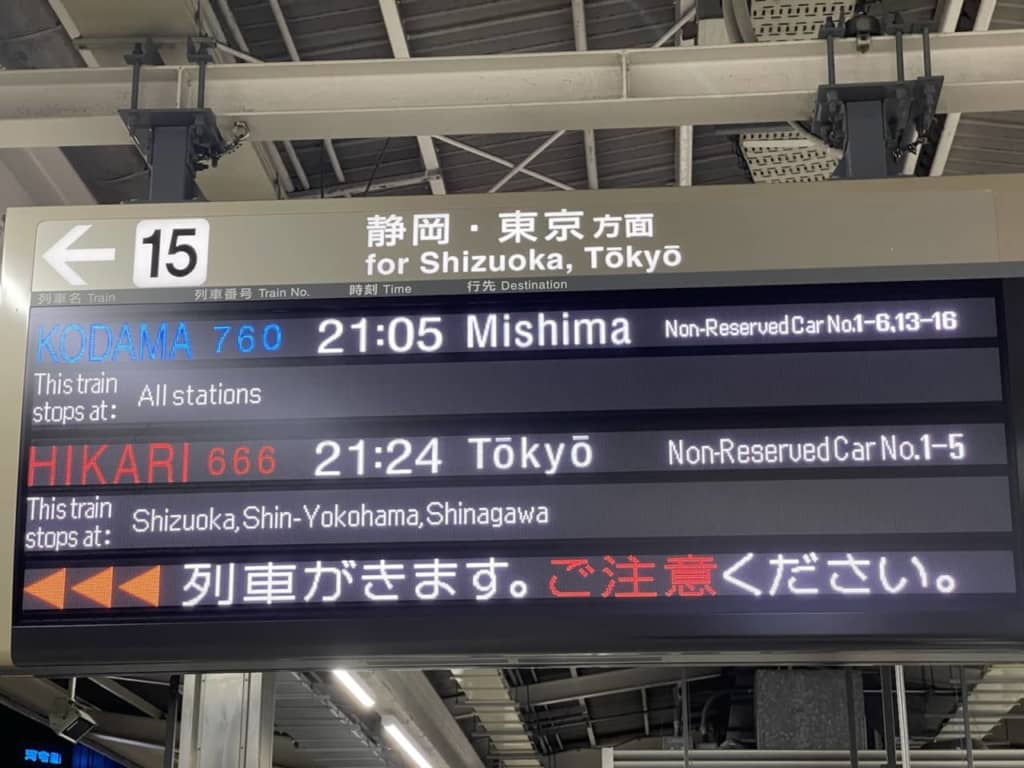 15
静岡・東京方面
for Shizuoka, Tōkyō
列車名 Train 列車番号 Train No. 時刻 Time 行先 Destination
KODAMA 760 21:05 Mishima Non-Reserved Car No.1-6,13-16
This train stops at: All stations
HIKARI 666 21:24 Tōkyō Non-Reserved Car No.1-5
This train stops at: Shizuoka,Shin-Yokohama,Shinagawa
列車がきます。ご注意ください。